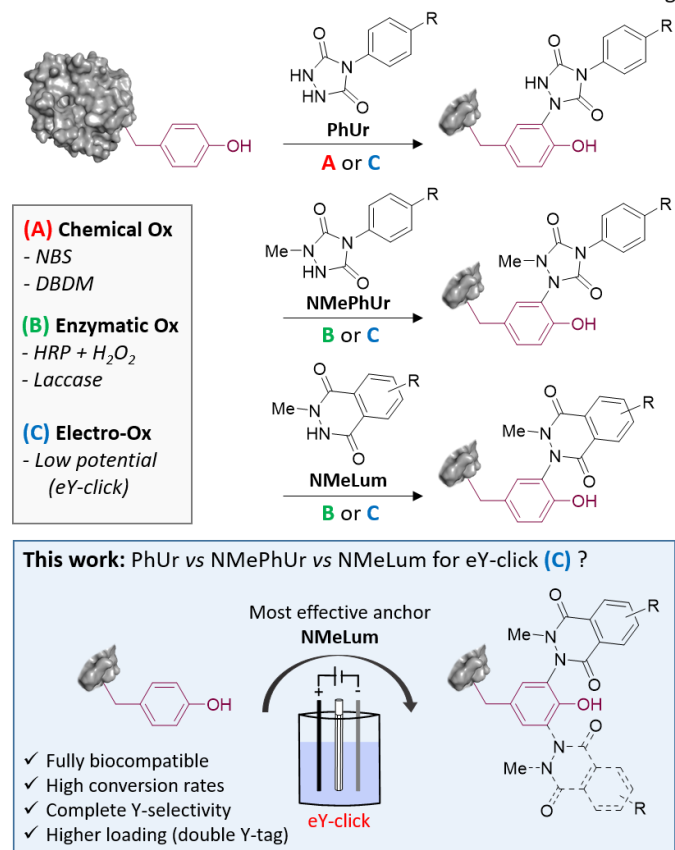 R
O
N
HN
HN
O
PhUr
OH
A or C
R
O
N
HN
N
O
OH
(A) Chemical Ox
- NBS
- DBDM
(B) Enzymatic Ox
- HRP + H₂O₂
- Laccase
(C) Electro-Ox
- Low potential
(eY-click)
R
O
Me
N
N
HN
O
NMePhUr
B or C
R
O
Me
N
N
N
O
OH
O
R
Me
N
HN
O
NMeLum
B or C
O
R
Me
N
N
O
OH
This work: PhUr vs NMePhUr vs NMeLum for eY-click (C) ?
Most effective anchor
NMeLum
OH
+
-
eY-click
O
R
Me
N
N
O
OH
O
N
Me
N
O
R
✓ Fully biocompatible
✓ High conversion rates
✓ Complete Y-selectivity
✓ Higher loading (double Y-tag)